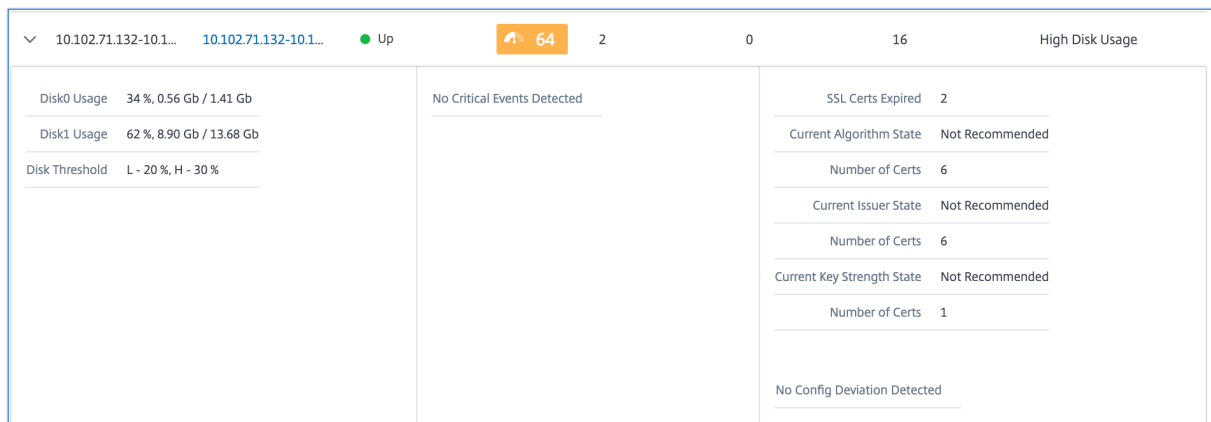 10.102.71.132-10.1... 10.102.71.132-10.1... Up 64 2 0 16 High Disk Usage
Disk0 Usage 34 %, 0.56 Gb / 1.41 Gb
Disk1 Usage 62 %, 8.90 Gb / 13.68 Gb
Disk Threshold L - 20 %, H - 30 %
No Critical Events Detected
SSL Certs Expired 2
Current Algorithm State Not Recommended
Number of Certs 6
Current Issuer State Not Recommended
Number of Certs 6
Current Key Strength State Not Recommended
Number of Certs 1
No Config Deviation Detected